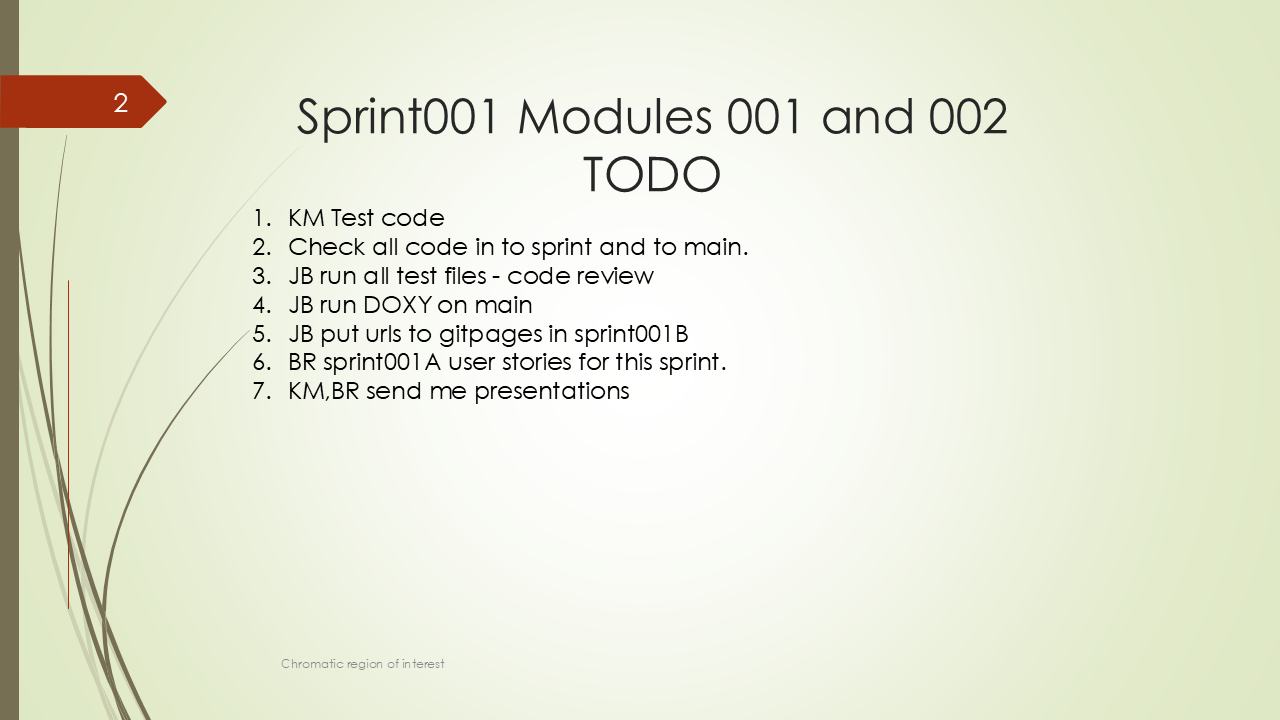 2
Sprint001 Modules 001 and 002
TODO
1. KM Test code
2. Check all code in to sprint and to main.
3. JB run all test files - code review
4. JB run DOXY on main
5. JB put urls to gitpages in sprint001B
6. BR sprint001A user stories for this sprint.
7. KM,BR send me presentations
Chromatic region of interest